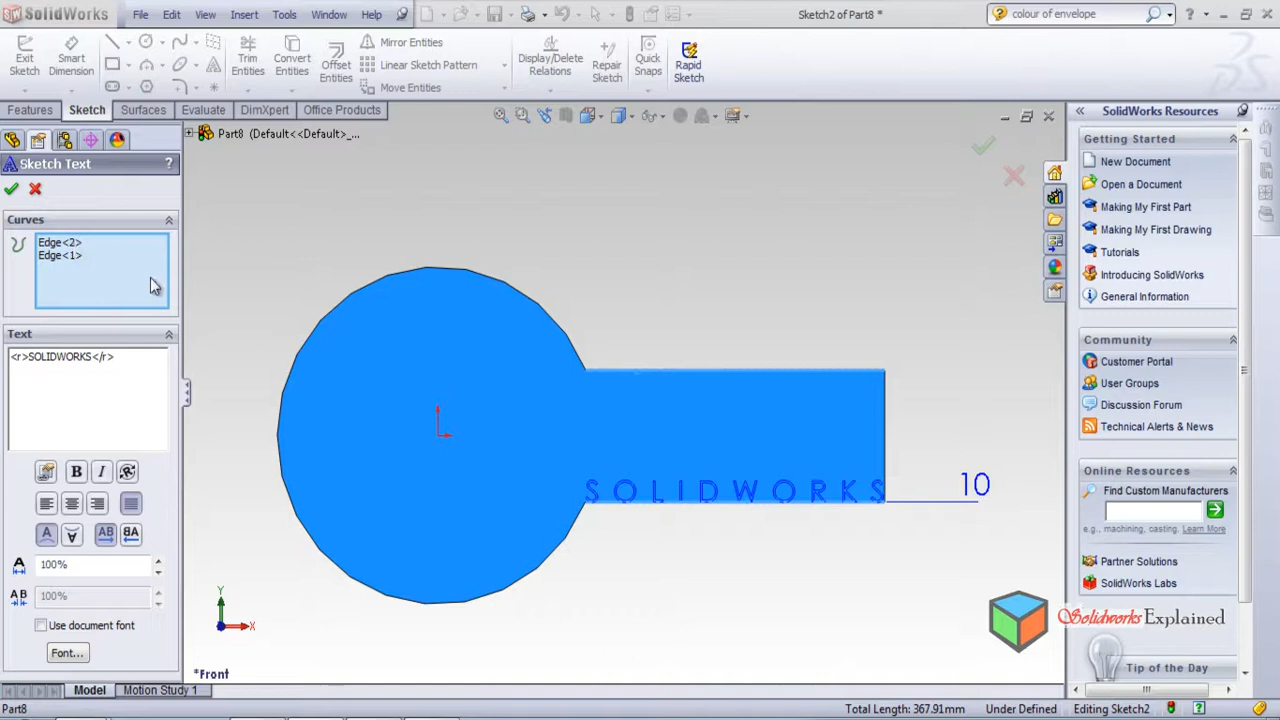 SolidWorks
File
Edit
View
Insert
Tools
Window
Help
Sketch2 of Part8 *
colour of envelope
Exit Sketch
Smart Dimension
Trim Entities
Convert Entities
Offset Entities
Mirror Entities
Linear Sketch Pattern
Move Entities
Display/Delete Relations
Repair Sketch
Quick Snaps
Rapid Sketch
Features
Sketch
Surfaces
Evaluate
DimXpert
Office Products
Part8 (Default<<Default>_...
Sketch Text
?
Curves
Edge<2>
Edge<1>
Text
<r>SOLIDWORKS</r>
B
I
A
AB
100%
AB
100%
Use document font
Font...
SOLIDWORKS
10
Y
X
*Front
SolidWorks Resources
Getting Started
New Document
Open a Document
Making My First Part
Making My First Drawing
Tutorials
Introducing SolidWorks
General Information
Community
Customer Portal
User Groups
Discussion Forum
Technical Alerts & News
Online Resources
Find Custom Manufacturers
e.g., machining, casting. Learn More
Partner Solutions
SolidWorks Labs
Solidworks Explained
Tip of the Day
Model
Motion Study 1
Part8
Total Length: 367.91mm
Under Defined
Editing Sketch2